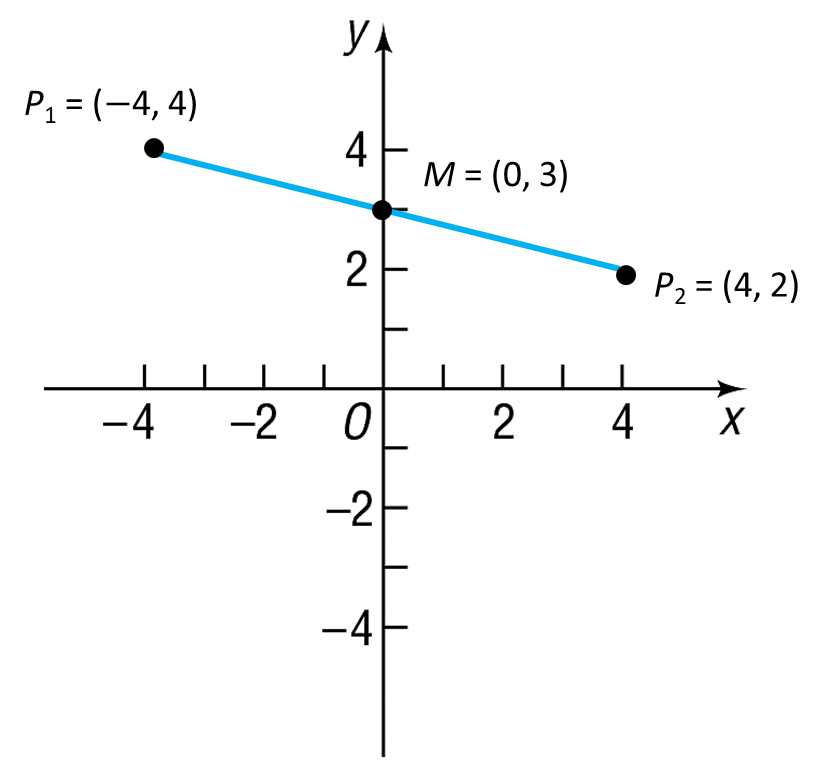 y
P₁ = (−4, 4)
4
M = (0, 3)
2
P₂ = (4, 2)
−4 −2 O 2 4 x
−2
−4